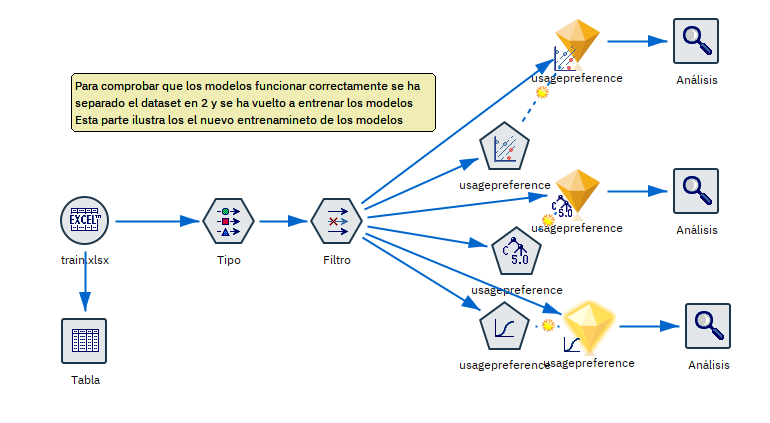 usagepreference
Análisis
Para comprobar que los modelos funcionar correctamente se ha
separado el dataset en 2 y se ha vuelto a entrenar los modelos
Esta parte ilustra los el nuevo entrenamineto de los modelos
usagepreference
C 5.0
usagepreference
Análisis
EXCEL™
train.xlsx
Tipo
Filtro
C 5.0
usagepreference
usagepreference
usagepreference
Análisis
Tabla